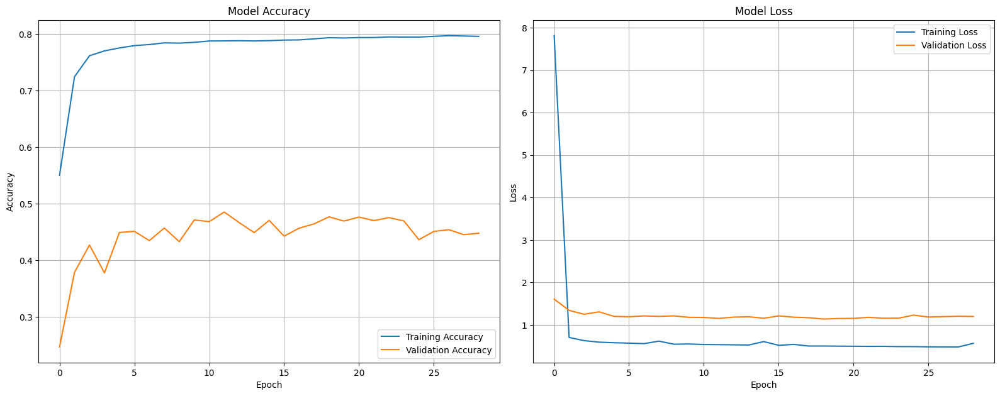 Model Accuracy
Accuracy
0.8
0.7
0.6
0.5
0.4
0.3
0 5 10 15 20 25
Epoch
Training Accuracy
Validation Accuracy
Model Loss
Loss
8
7
6
5
4
3
2
1
0 5 10 15 20 25
Epoch
Training Loss
Validation Loss